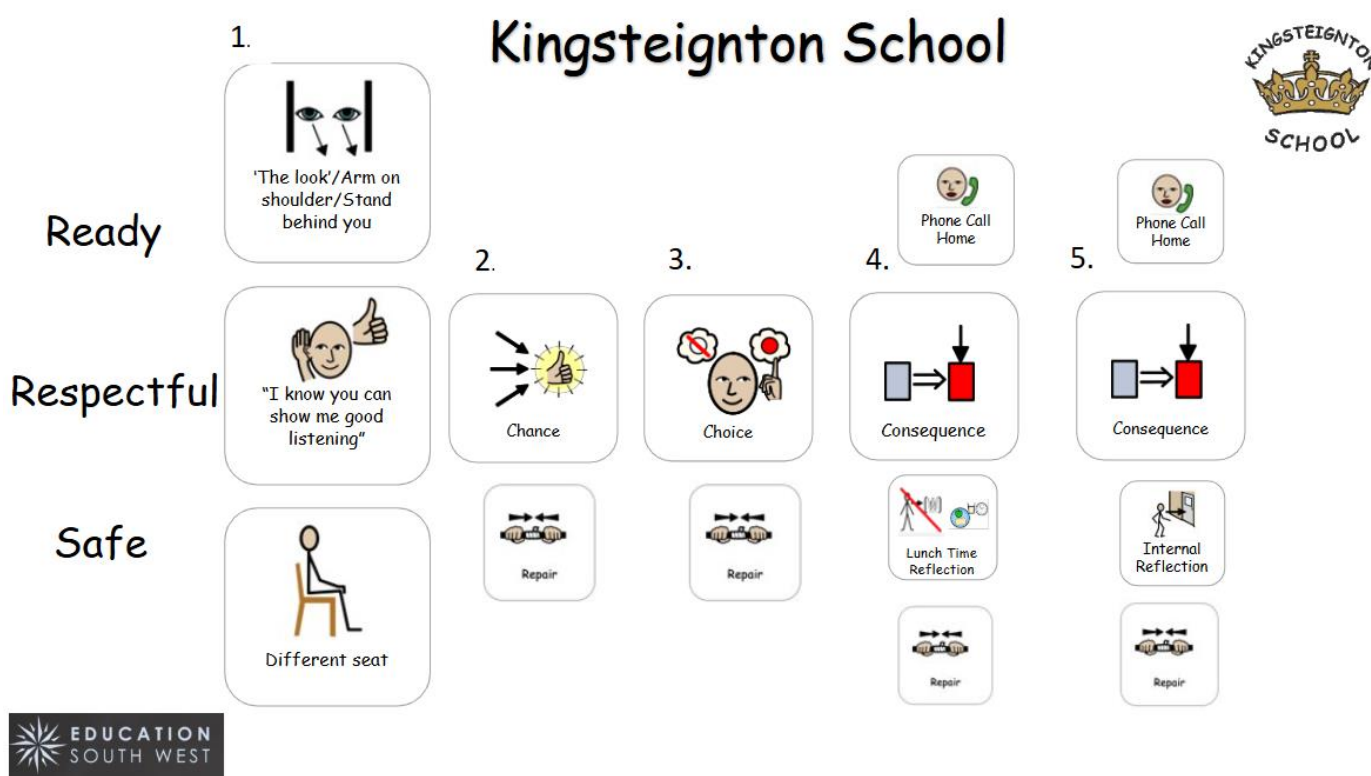 Kingsteignton School
KINGSTEIGNTON
SCHOOL
Ready
Respectful
Safe
1.
'The look'/Arm on
shoulder/Stand
behind you
"I know you can
show me good
listening"
Different seat
2.
Chance
Repair
3.
Choice
Repair
4.
Phone Call
Home
Consequence
Lunch Time
Reflection
Repair
5.
Phone Call
Home
Consequence
Internal
Reflection
Repair
EDUCATION
SOUTH WEST